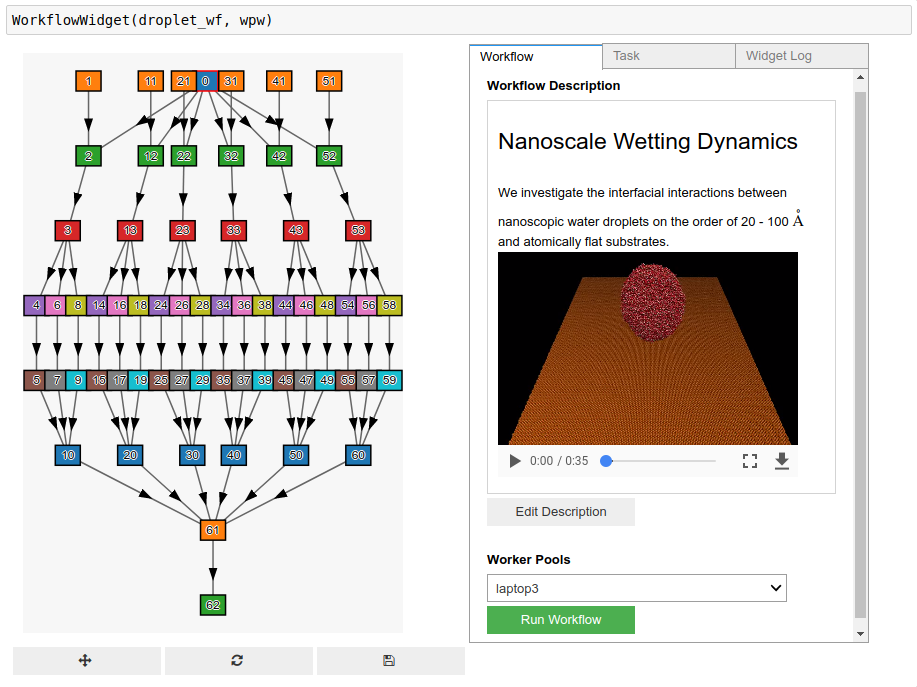 WorkflowWidget(droplet_wf, wpw)
1 11 21 0 31 41 51
2 12 22 32 42 52
3 13 23 33 43 53
4 6 8 14 16 18 24 26 28 34 36 38 44 46 48 54 56 58
5 7 9 15 17 19 25 27 29 35 37 39 45 47 49 55 57 59
10 20 30 40 50 60
61
62
Workflow Task Widget Log
Workflow Description
Nanoscale Wetting Dynamics
We investigate the interfacial interactions between
nanoscopic water droplets on the order of 20 - 100 Å
and atomically flat substrates.
0:00 / 0:35
Edit Description
Worker Pools
laptop3
Run Workflow